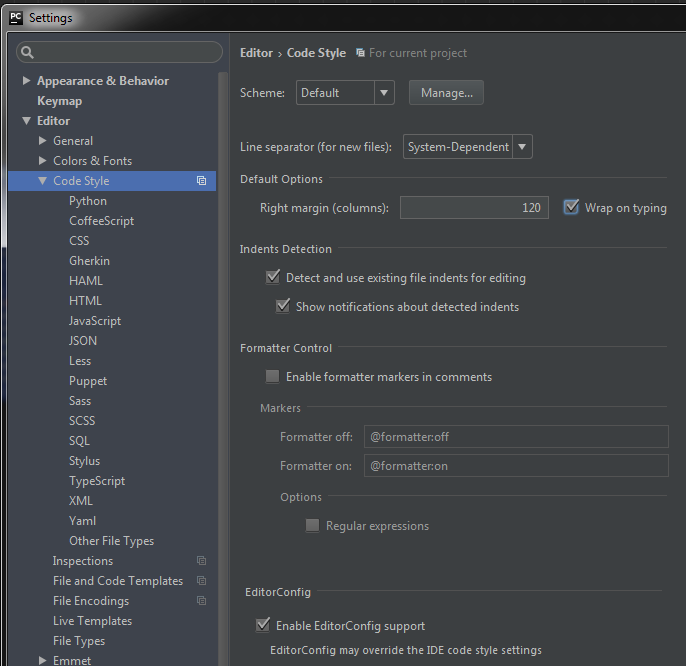 PC Settings
Appearance & Behavior
Keymap
Editor
General
Colors & Fonts
Code Style
Python
CoffeeScript
CSS
Gherkin
HAML
HTML
JavaScript
JSON
Less
Puppet
Sass
SCSS
SQL
Stylus
TypeScript
XML
Yaml
Other File Types
Inspections
File and Code Templates
File Encodings
Live Templates
File Types
Emmet
Editor › Code Style For current project
Scheme: Default Manage...
Line separator (for new files): System-Dependent
Default Options
Right margin (columns): 120 Wrap on typing
Indents Detection
Detect and use existing file indents for editing
Show notifications about detected indents
Formatter Control
Enable formatter markers in comments
Markers
Formatter off: @formatter:off
Formatter on: @formatter:on
Options
Regular expressions
EditorConfig
Enable EditorConfig support
EditorConfig may override the IDE code style settings